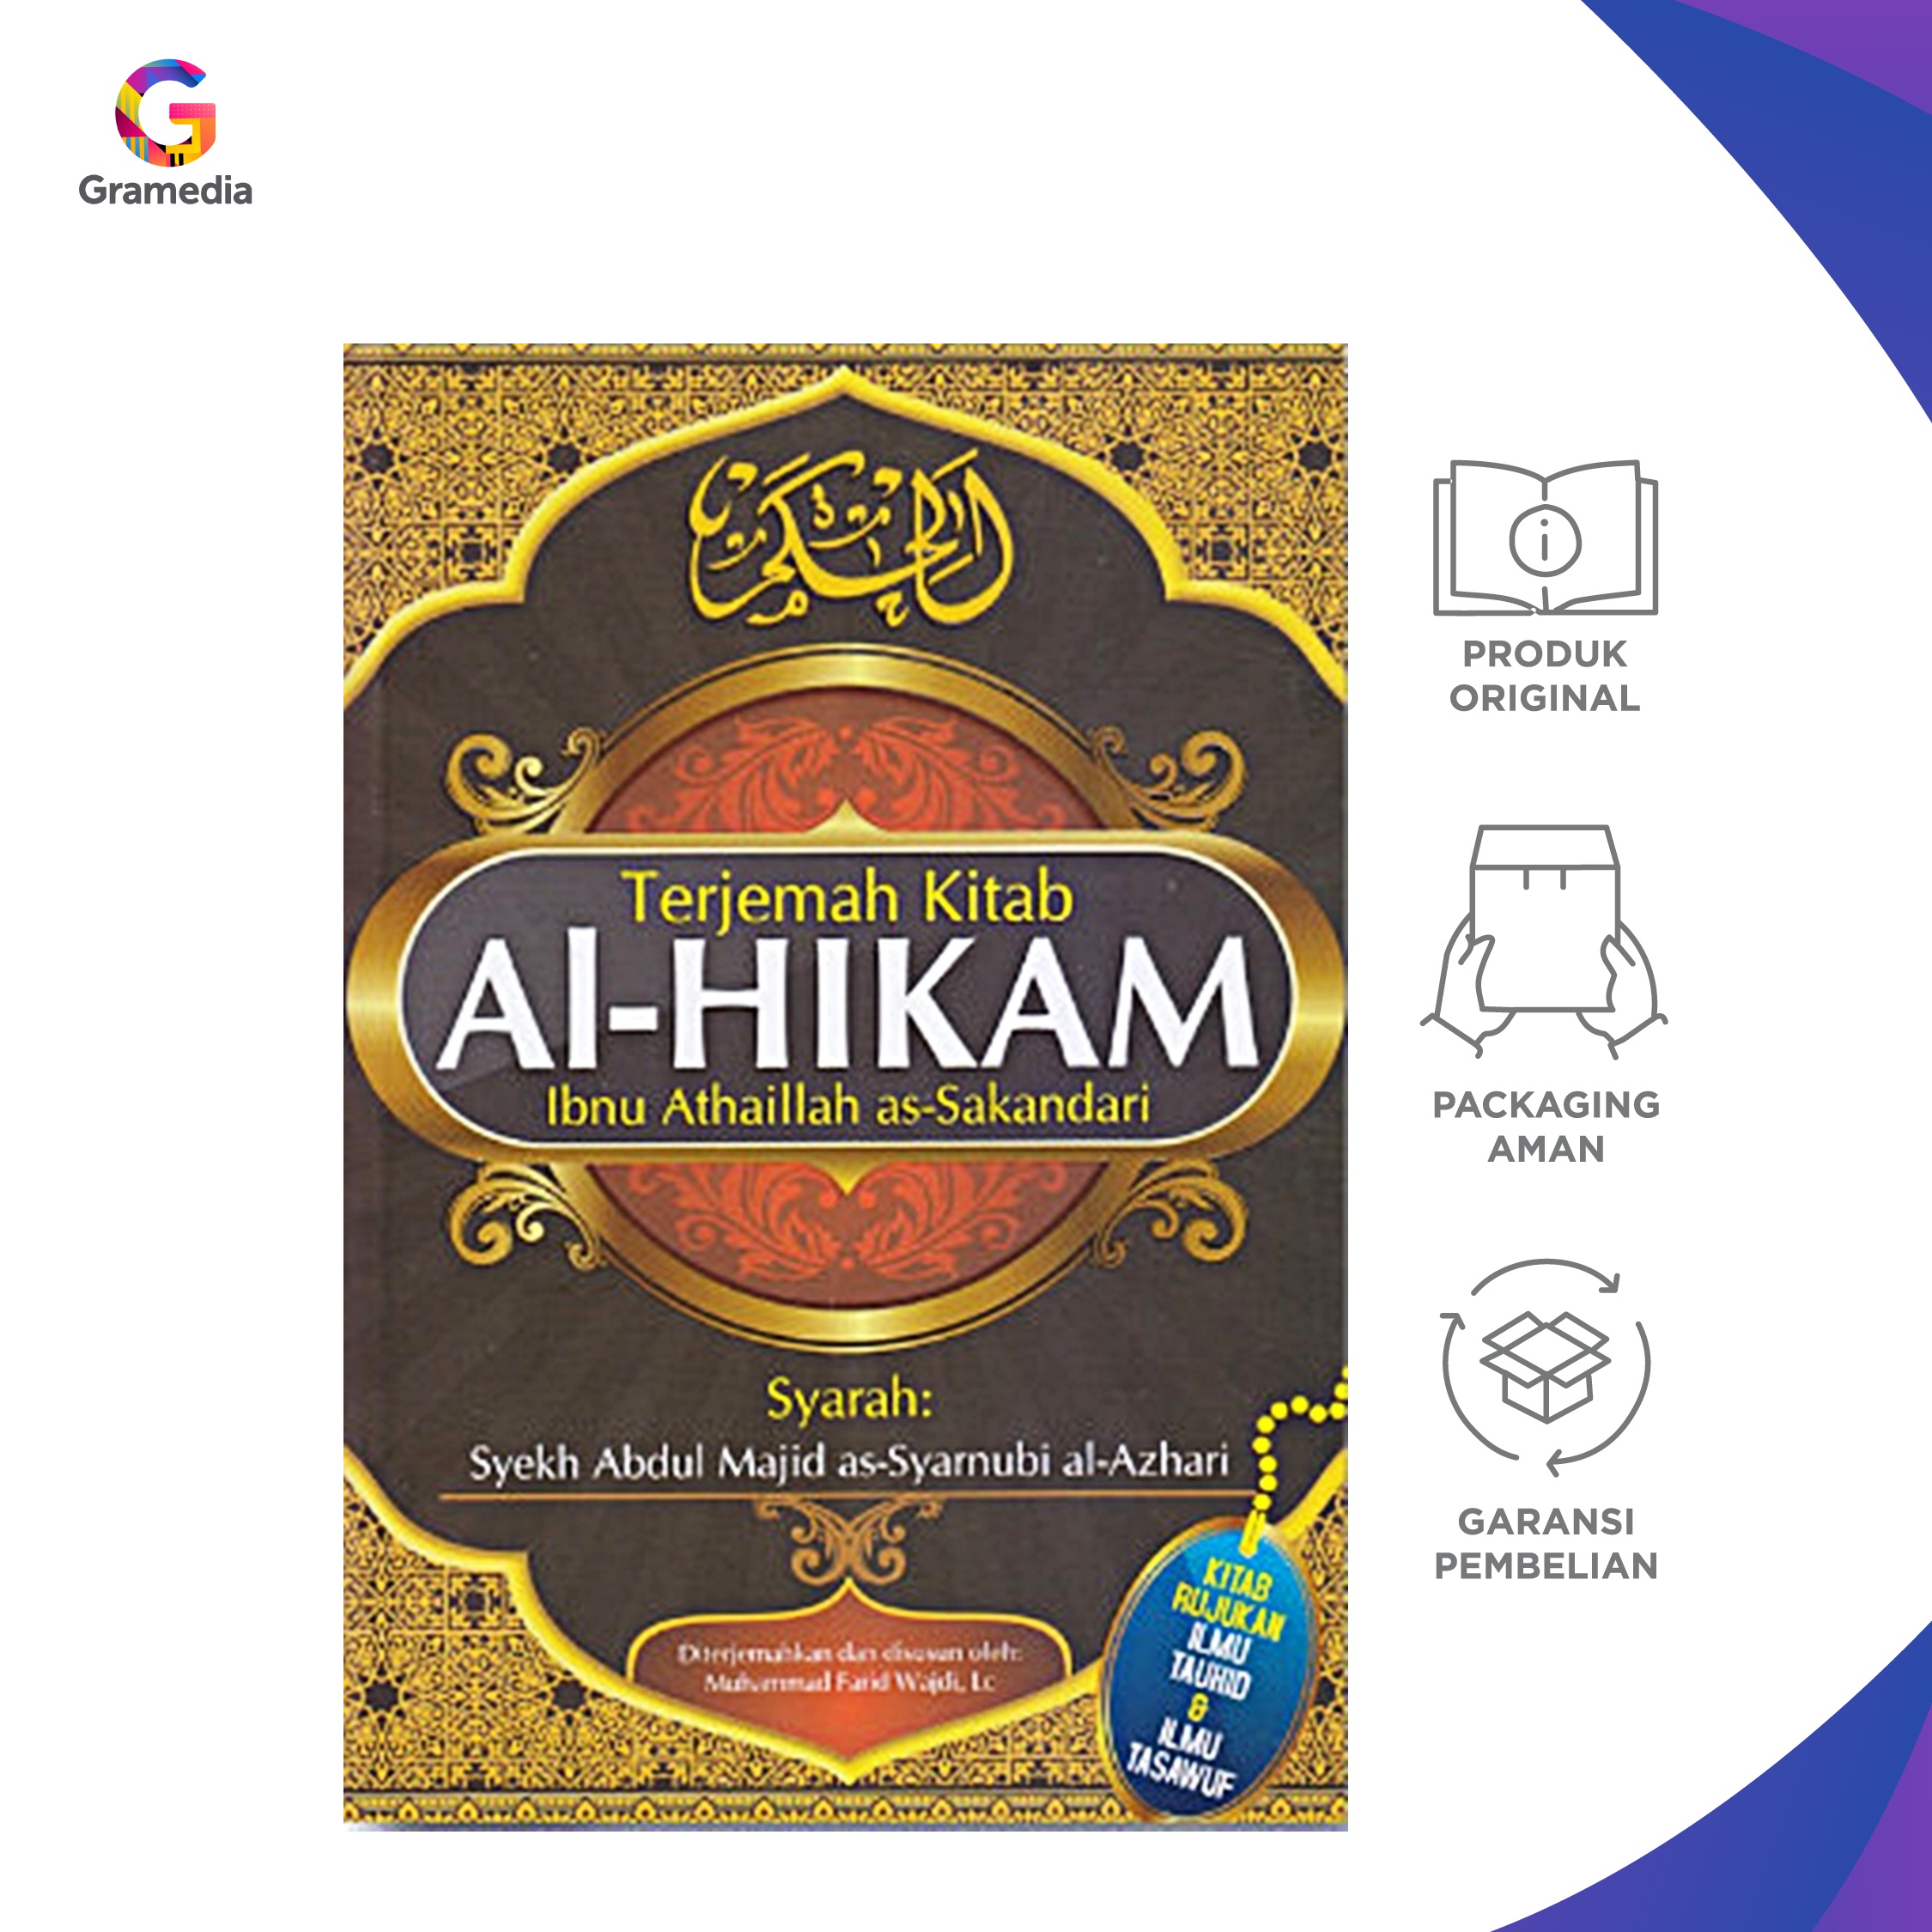 Gramedia
الحكم
Terjemah Kitab
Al-HIKAM
Ibnu Athaillah as-Sakandari
Syarah:
Syekh Abdul Majid as-Syarnubi al-Azhari
Diterjemahkan dan disusun oleh:
Muhammad Farid Wajdi, Lc
KITAB
RUJUKAN
ILMU
TAUHID
&
ILMU
TASAWUF
PRODUK
ORIGINAL
PACKAGING
AMAN
GARANSI
PEMBELIAN